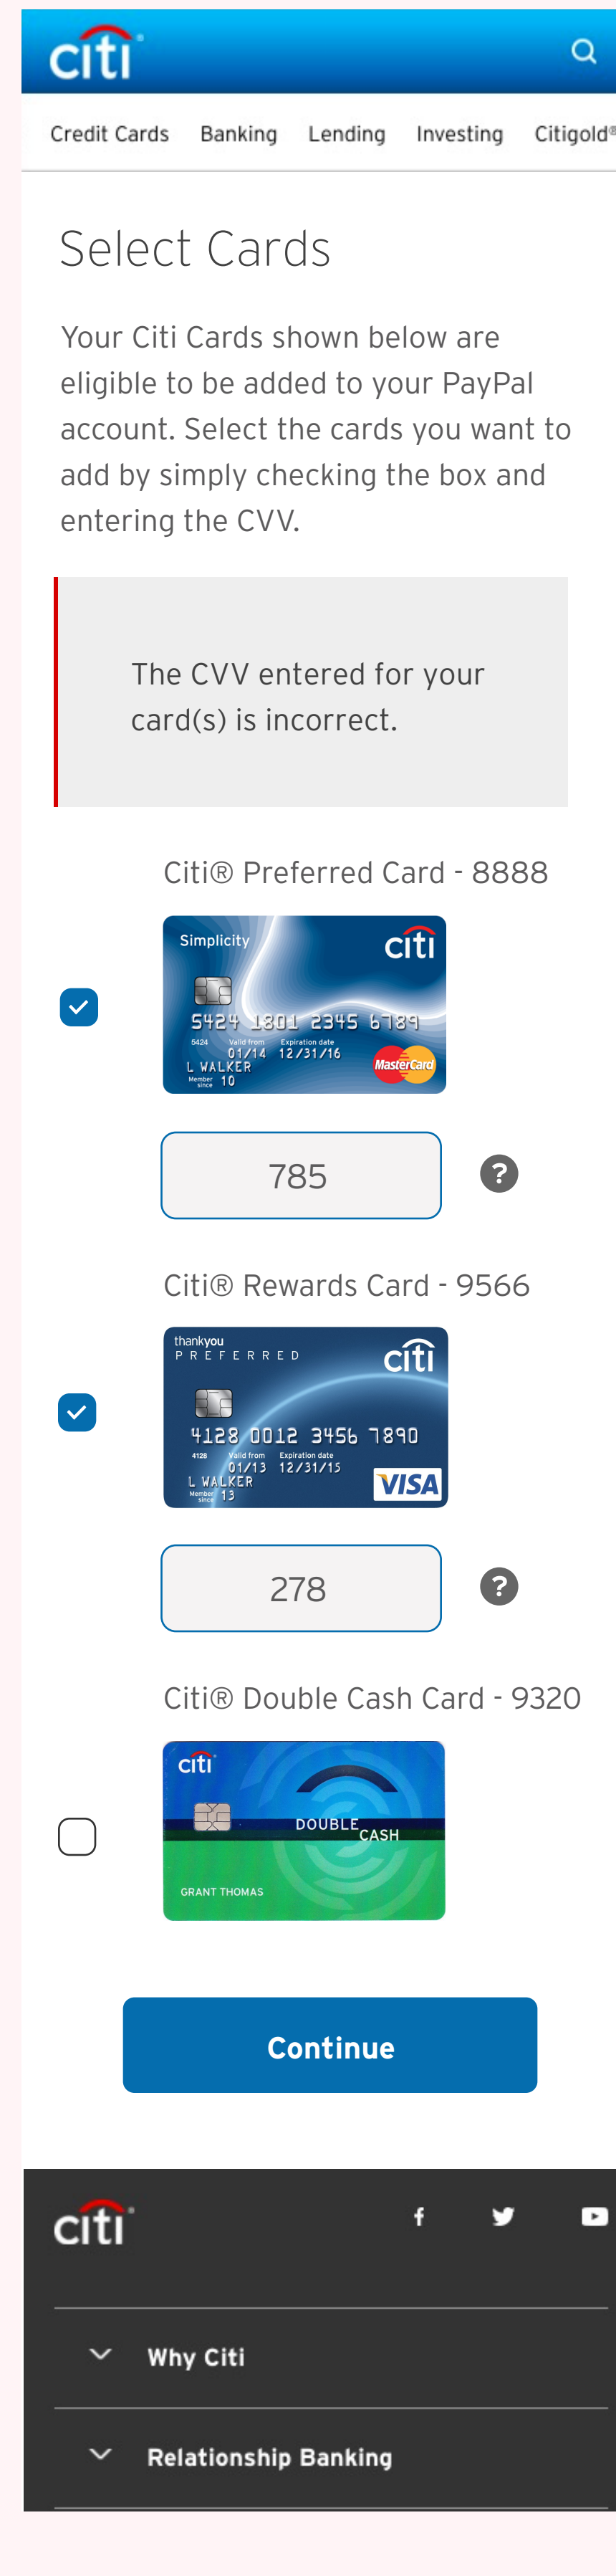 citi
Credit Cards Banking Lending Investing Citigold®
Select Cards
Your Citi Cards shown below are
eligible to be added to your PayPal
account. Select the cards you want to
add by simply checking the box and
entering the CVV.
The CVV entered for your
card(s) is incorrect.
Citi® Preferred Card - 8888
Simplicity citi
5424 1801 2345 6789
5424 Valid from Expiration date
01/14 12/31/16
L WALKER
Member since 10
MasterCard
785 ?
Citi® Rewards Card - 9566
thankyou
PREFERRED
citi
4128 0012 3456 7890
4128 Valid from Expiration date
01/13 12/31/15
L WALKER
Member since 13
VISA
278 ?
Citi® Double Cash Card - 9320
citi
DOUBLE
CASH
GRANT THOMAS
Continue
citi
Why Citi
Relationship Banking